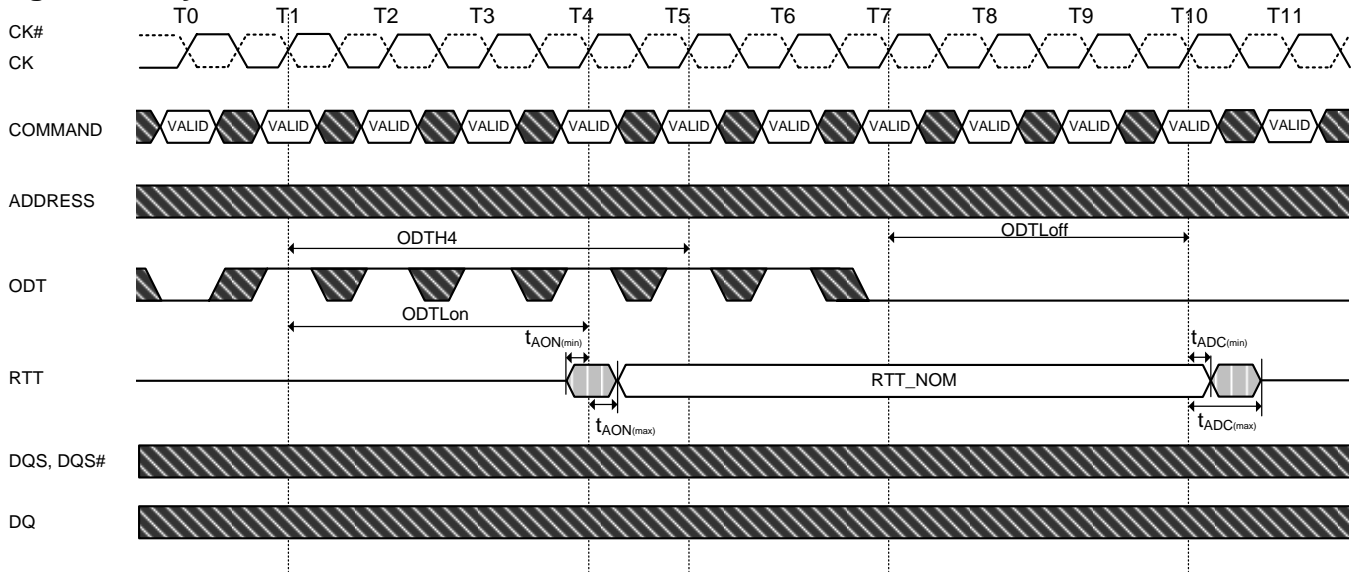 T0 T1 T2 T3 T4 T5 T6 T7 T8 T9 T10 T11
CK#
CK
COMMAND VALID VALID VALID VALID VALID VALID VALID VALID VALID VALID VALID VALID
ADDRESS
ODTH4 ODTLoff
ODT
ODTLon
tAON(min) tADC(min)
RTT RTT_NOM
tAON(max) tADC(max)
DQS, DQS#
DQ